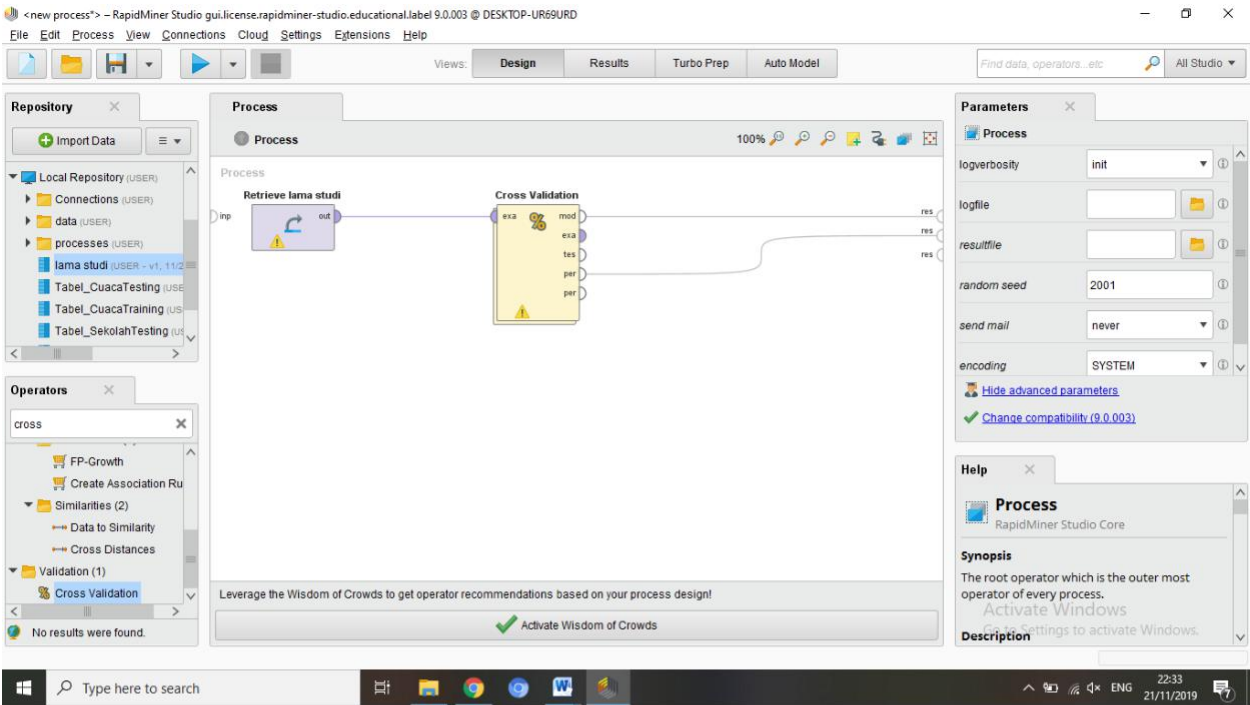 <new process*> – RapidMiner Studio gui.license.rapidminer-studio.educational.label 9.0.003 @ DESKTOP-UR69URD
File Edit Process View Connections Cloud Settings Extensions Help
Views: Design Results Turbo Prep Auto Model
Find data, operators...etc All Studio
Repository
Import Data
Local Repository (USER)
Connections (USER)
data (USER)
processes (USER)
lama studi (USER - v1, 11/2
Tabel_CuacaTesting (USE
Tabel_CuacaTraining (US
Tabel_SekolahTesting (US
Operators
cross
FP-Growth
Create Association Ru
Similarities (2)
Data to Similarity
Cross Distances
Validation (1)
Cross Validation
No results were found.
Process
Process
100%
Process
Retrieve lama studi
inp
out
Cross Validation
exa
mod
exa
tes
per
per
res
res
res
Leverage the Wisdom of Crowds to get operator recommendations based on your process design!
Activate Wisdom of Crowds
Parameters
Process
logverbosity init
logfile
resultfile
random seed 2001
send mail never
encoding SYSTEM
Hide advanced parameters
Change compatibility (9.0.003)
Help
Process
RapidMiner Studio Core
Synopsis
The root operator which is the outer most
operator of every process.
Activate Windows
Go to Settings to activate Windows.
Description
Type here to search
ENG
22:33
21/11/2019